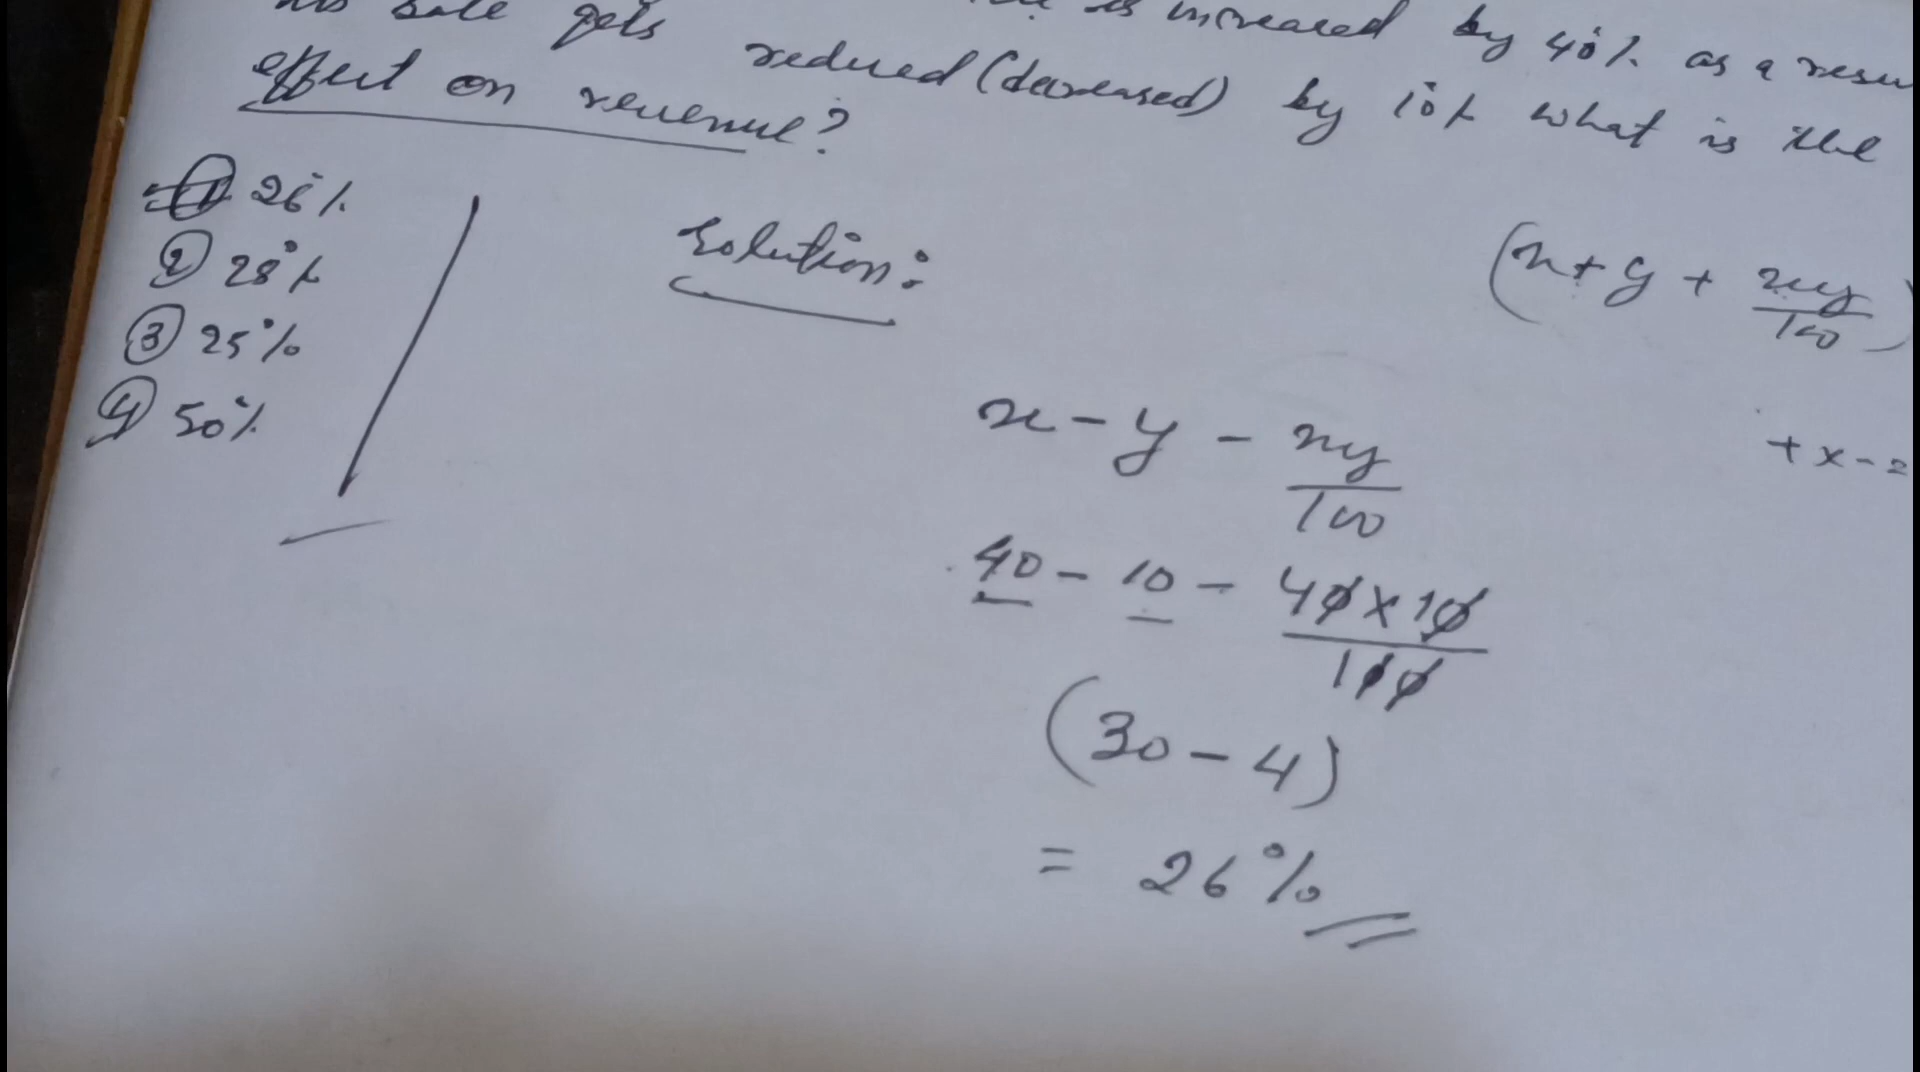 sale gets is increased by 40% as a resu
reduced (decreased) by 10% what is the
effect on revenue?
① 26%
② 28%
③ 25%
④ 50%
Solution:
(x+y + xy/100)
x - y - xy/100
+ x -
40 - 10 - 40×10/100
(30-4)
= 26%